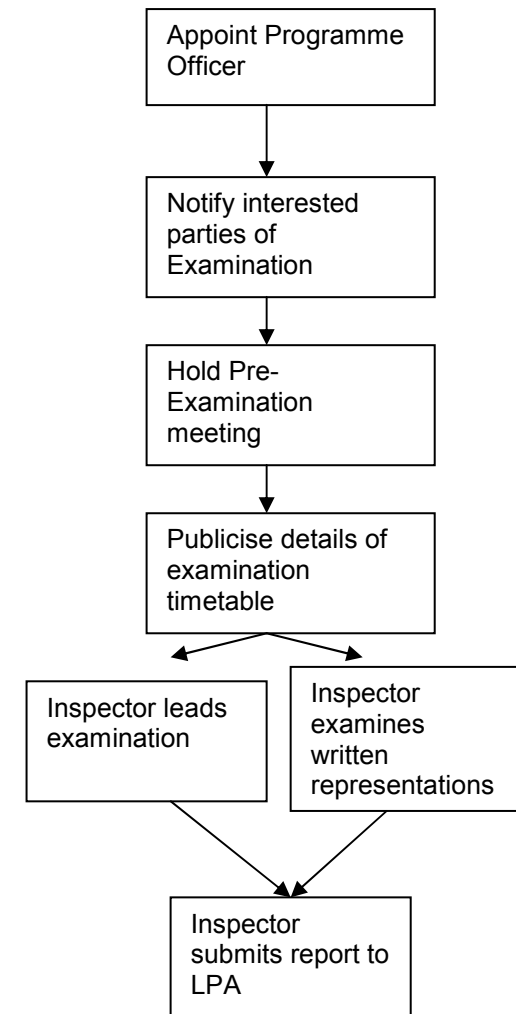 Appoint Programme
Officer
Notify interested
parties of
Examination
Hold Pre-
Examination
meeting
Publicise details of
examination
timetable
Inspector leads
examination
Inspector
examines
written
representations
Inspector
submits report to
LPA